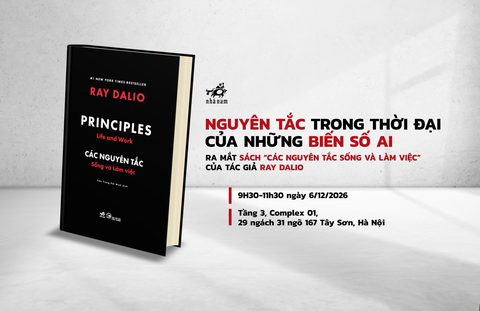 #1 NEW YORK TIMES BESTSELLER
RAY DALIO
PRINCIPLES
Life and Work
CÁC NGUYÊN TẮC
Sống và Làm việc
nhã nam
NGUYÊN TẮC TRONG THỜI ĐẠI
CỦA NHỮNG BIẾN SỐ AI
RA MẮT SÁCH "CÁC NGUYÊN TẮC SỐNG VÀ LÀM VIỆC"
CỦA TÁC GIẢ RAY DALIO
9H30-11h30 ngày 6/12/2026
Tầng 3, Complex 01,
29 ngách 31 ngõ 167 Tây Sơn, Hà Nội